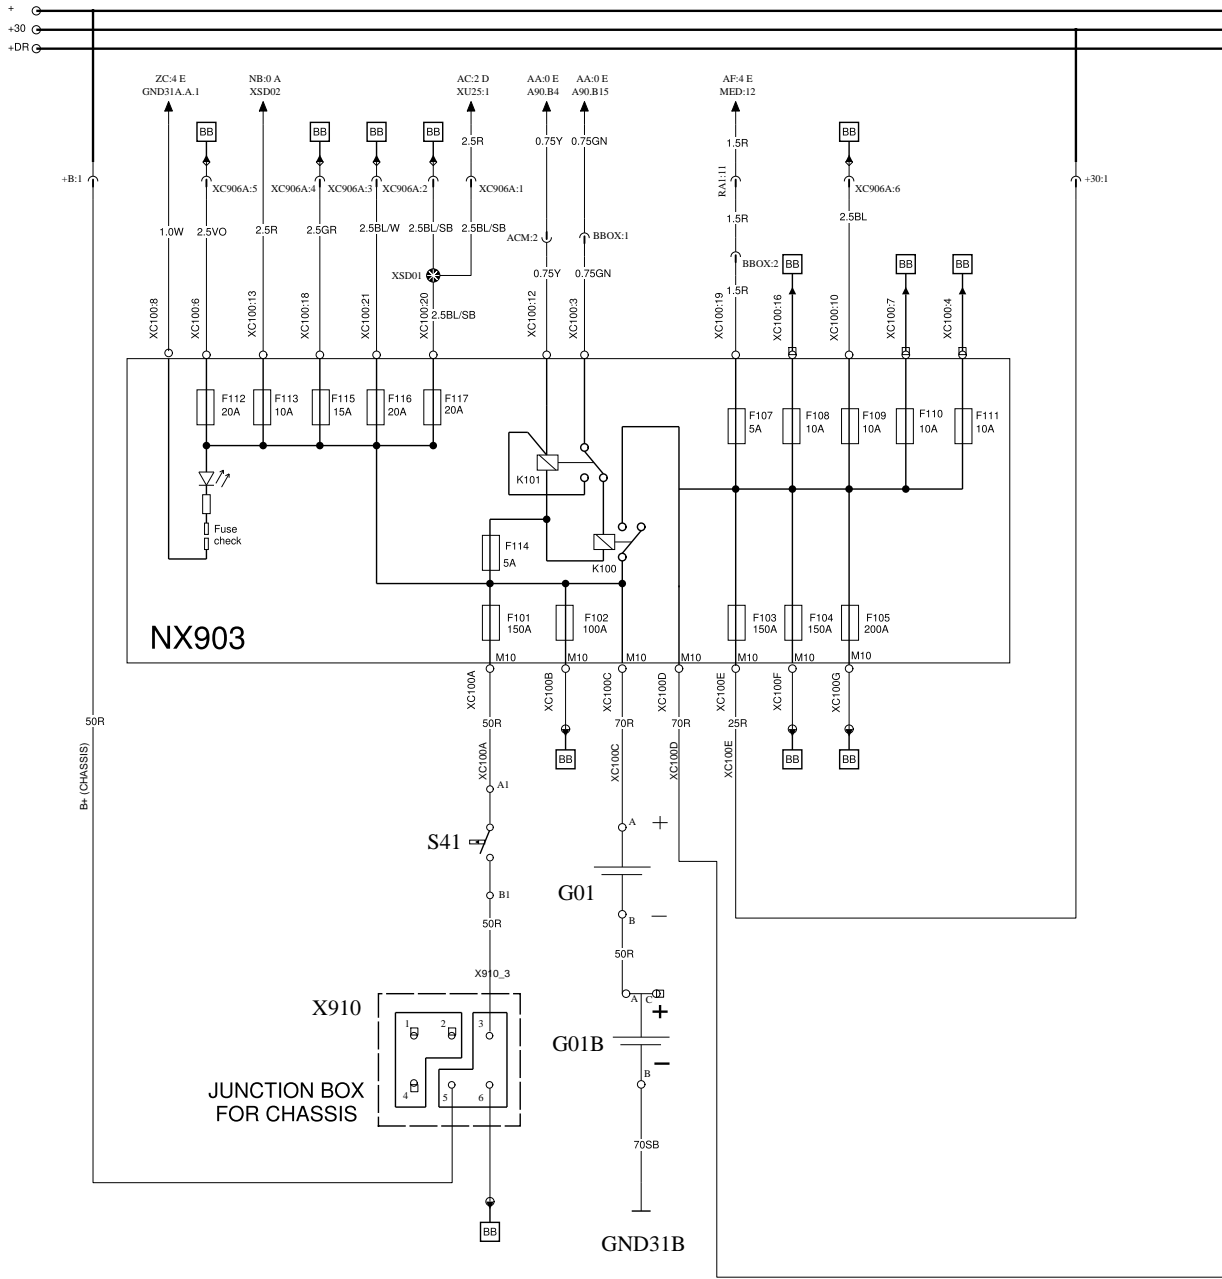 +
+30
+DR
ZC:4 E
GND31A.A.1
NB:0 A
XSD02
AC:2 D
XU25:1
AA:0 E
A90.B4
AA:0 E
A90.B15
AF:4 E
MED:12
BB
BB
BB
BB
2.5R
0.75Y
0.75GN
1.5R
BB
+B:1
XC906A:5
XC906A:4
XC906A:3
XC906A:2
XC906A:1
RA1:11
XC906A:6
+30:1
1.0W
2.5VO
2.5R
2.5GR
2.5BL/W
2.5BL/SB
2.5BL/SB
ACM:2
BBOX:1
1.5R
2.5BL
XSD01
0.75Y
0.75GN
BBOX:2
BB
BB
BB
1.5R
XC100:8
XC100:6
XC100:13
XC100:18
XC100:21
XC100:20
2.5BL/SB
XC100:12
XC100:3
XC100:19
XC100:16
XC100:10
XC100:7
XC100:4
F112
20A
F113
10A
F115
15A
F116
20A
F117
20A
F107
5A
F108
10A
F109
10A
F110
10A
F111
10A
K101
Fuse
check
F114
5A
K100
NX903
F101
150A
F102
100A
F103
150A
F104
150A
F105
200A
M10
M10
M10
M10
M10
M10
M10
XC100A
XC100B
XC100C
XC100D
XC100E
XC100F
XC100G
50R
50R
70R
70R
25R
B+ (CHASSIS)
XC100A
BB
XC100C
XC100D
XC100E
BB
BB
A1
S41
A
+
G01
B1
B
−
50R
50R
X910_3
X910
A
C
+
1
2
3
G01B
−
B
JUNCTION BOX
FOR CHASSIS
4
5
6
70SB
BB
GND31B